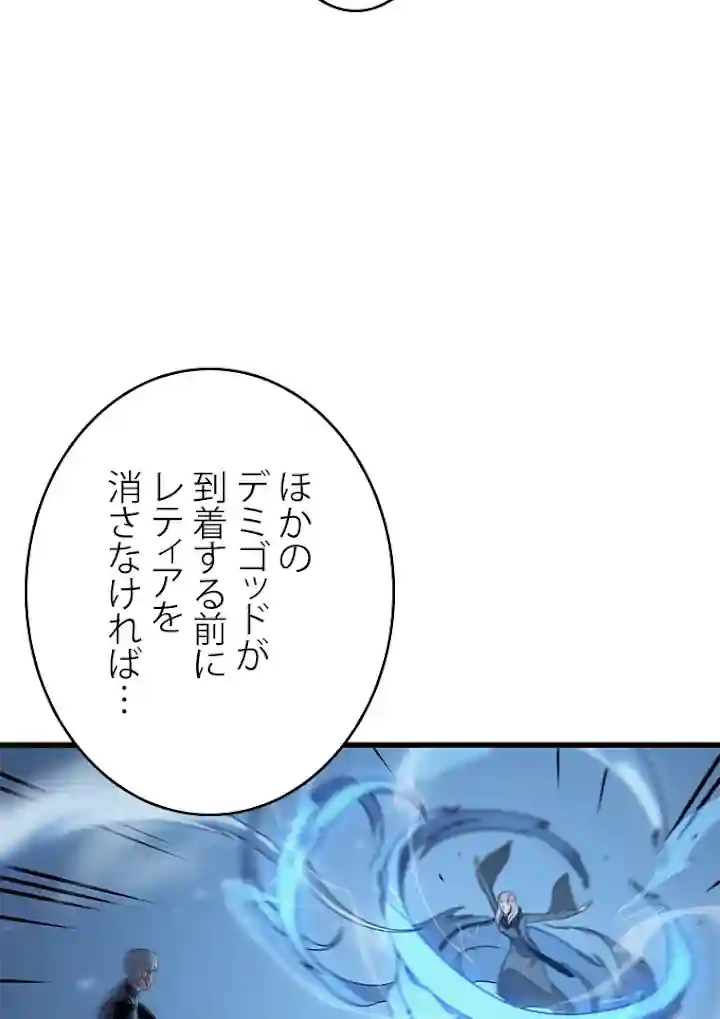 ほかの
デミゴッドが
到着する前に
レティアを
消さなければ…